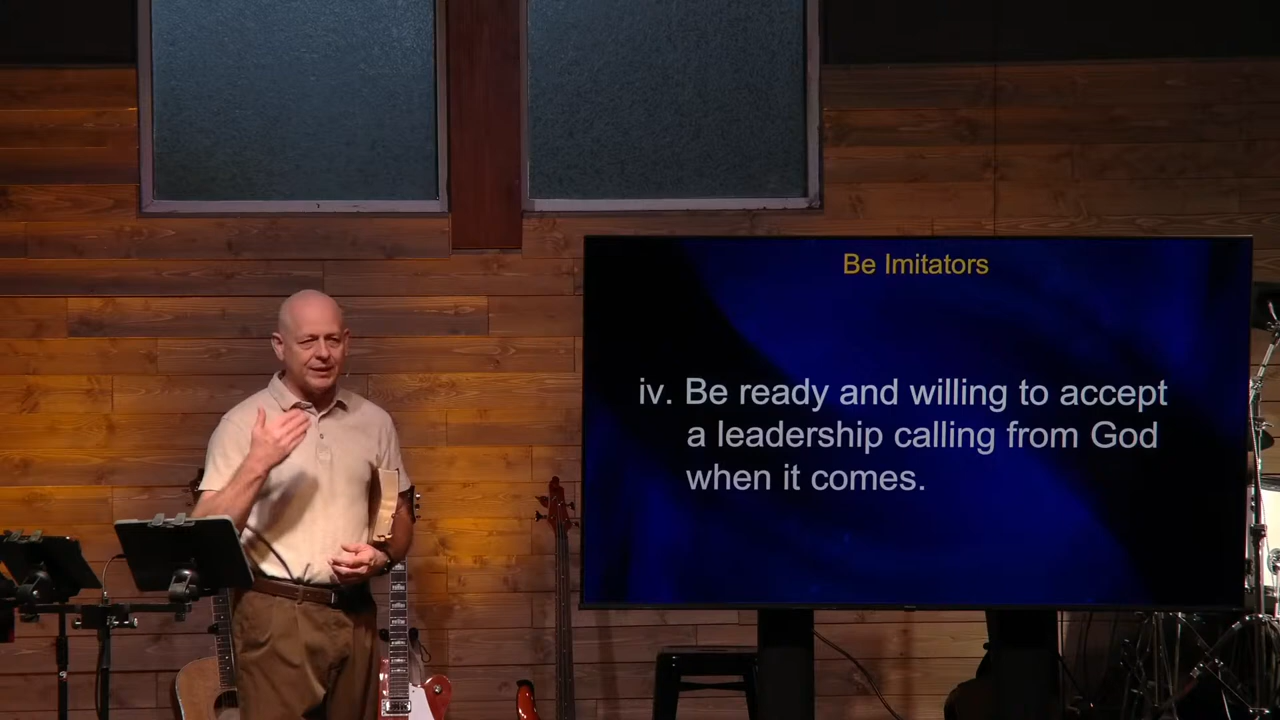 Be Imitators
iv. Be ready and willing to accept
a leadership calling from God
when it comes.